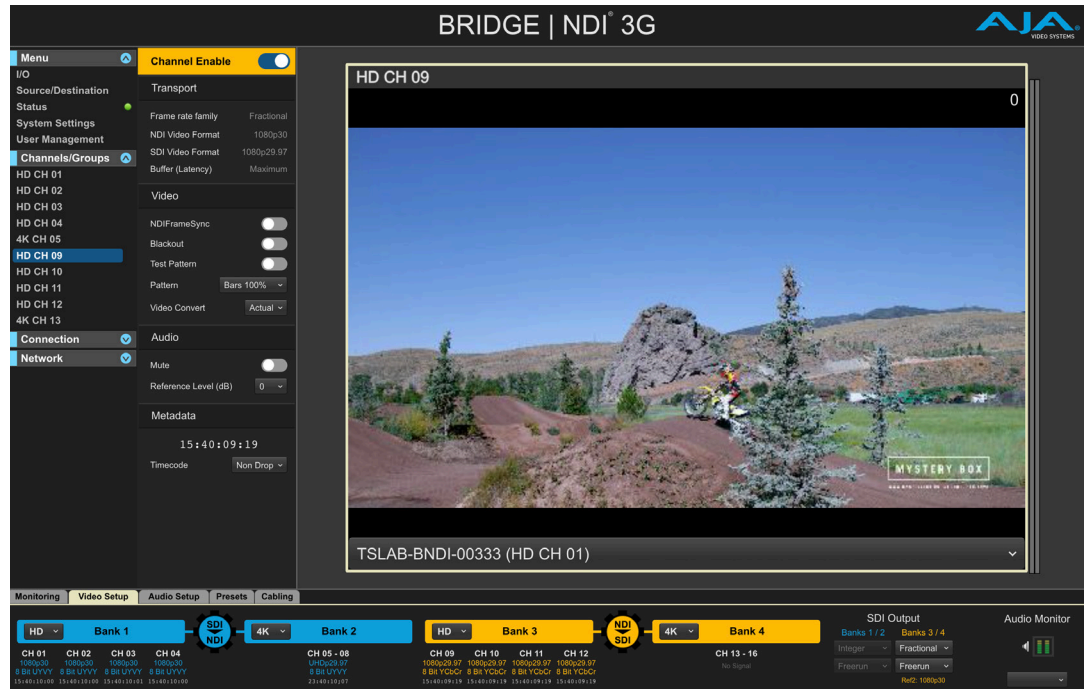 BRIDGE | NDI® 3G
AJA
VIDEO SYSTEMS
Menu
I/O
Source/Destination
Status
System Settings
User Management
Channels/Groups
HD CH 01
HD CH 02
HD CH 03
HD CH 04
4K CH 05
HD CH 09
HD CH 10
HD CH 11
HD CH 12
4K CH 13
Connection
Network
Channel Enable
Transport
Frame rate family Fractional
NDI Video Format 1080p30
SDI Video Format 1080p29.97
Buffer (Latency) Maximum
Video
NDIFrameSync
Blackout
Test Pattern
Pattern Bars 100%
Video Convert Actual
Audio
Mute
Reference Level (dB) 0
Metadata
15:40:09:19
Timecode Non Drop
HD CH 09
0
MYSTERY BOX
TSLAB-BNDI-00333 (HD CH 01)
Monitoring Video Setup Audio Setup Presets Cabling
HD Bank 1 SDI NDI 4K Bank 2 HD Bank 3 NDI SDI 4K Bank 4
CH 01 CH 02 CH 03 CH 04 CH 05 - 08 CH 09 CH 10 CH 11 CH 12 CH 13 - 16
1080p30 1080p30 1080p30 1080p30 UHDp29.97 1080p29.97 1080p29.97 1080p29.97 1080p29.97 No Signal
8 Bit UYVY 8 Bit UYVY 8 Bit UYVY 8 Bit UYVY 8 Bit UYVY 8 Bit YCbCr 8 Bit YCbCr 8 Bit YCbCr 8 Bit YCbCr
15:40:10:00 15:40:10:00 15:40:10:01 15:40:10:00 23:40:10;07 15:40:09:19 15:40:09:19 15:40:09:19 15:40:09:19
SDI Output
Banks 1 / 2 Banks 3 / 4
Integer Fractional
Freerun Freerun
Ref2: 1080p30
Audio Monitor